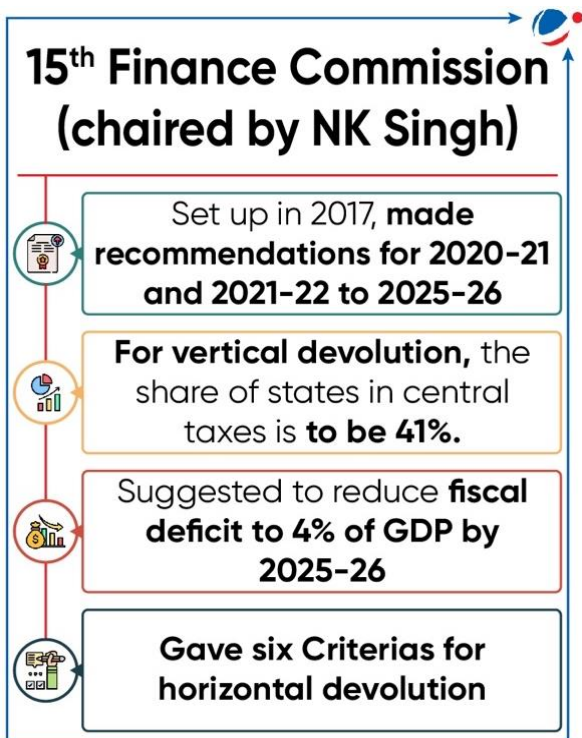 15th Finance Commission
(chaired by NK Singh)
Set up in 2017, made
recommendations for 2020-21
and 2021-22 to 2025-26
For vertical devolution, the
share of states in central
taxes is to be 41%.
Suggested to reduce fiscal
deficit to 4% of GDP by
2025-26
Gave six Criterias for
horizontal devolution